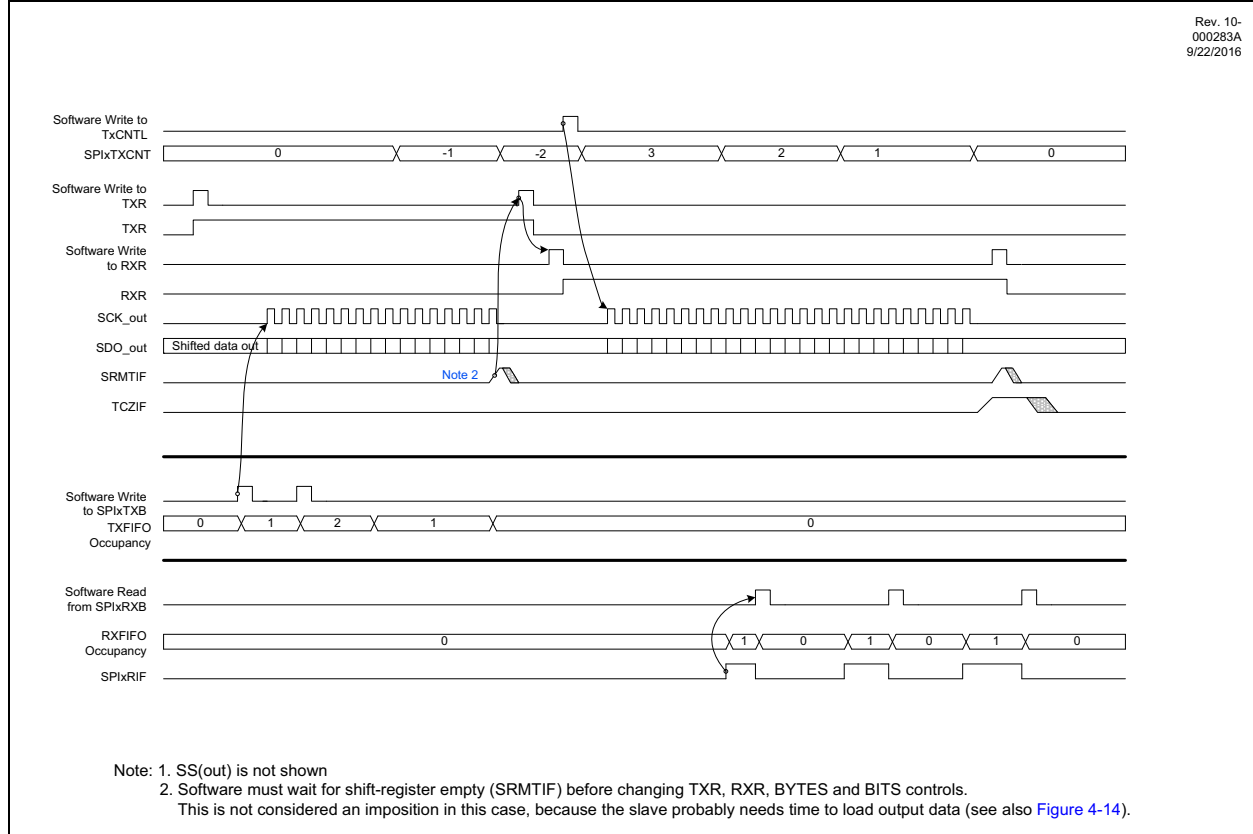 Rev. 10-
000283A
9/22/2016
Software Write to
TxCNTL
SPIxTXCNT
0
-1
-2
3
2
1
0
Software Write to
TXR
TXR
Software Write
to RXR
RXR
SCK_out
SDO_out
Shifted data out
SRMTIF
Note 2
TCZIF
Software Write
to SPIxTXB
TXFIFO
Occupancy
0
1
2
1
0
Software Read
from SPIxRXB
RXFIFO
Occupancy
0
1
0
1
0
1
0
SPIxRIF
Note: 1. SS(out) is not shown
2. Software must wait for shift-register empty (SRMTIF) before changing TXR, RXR, BYTES and BITS controls.
This is not considered an imposition in this case, because the slave probably needs time to load output data (see also Figure 4-14).